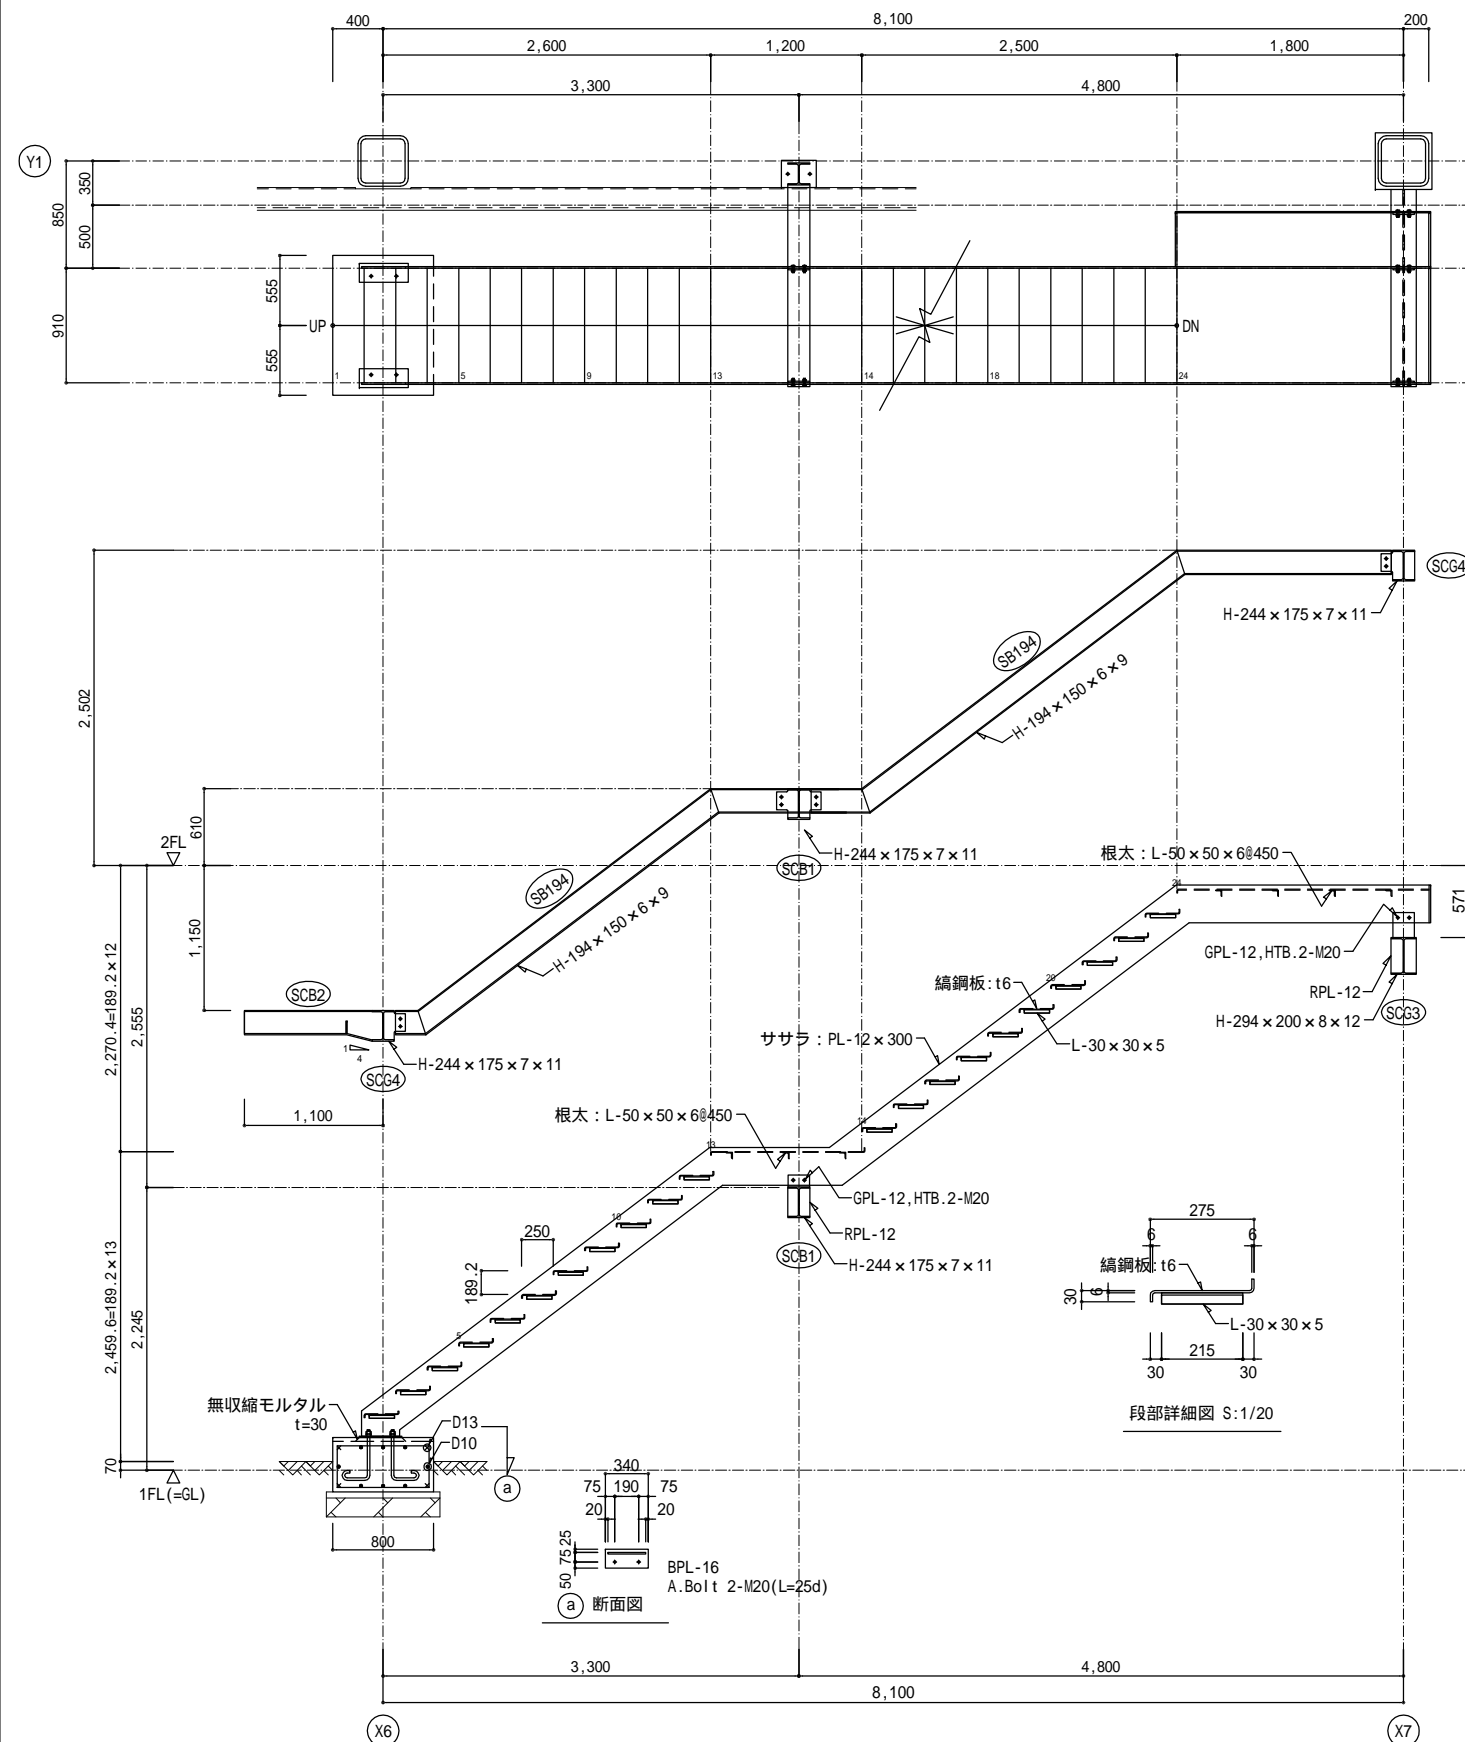 400
8,100
200
2,600
1,200
2,500
1,800
3,300
4,800
Y1
350
850
500
555
910
555
UP
DN
1
5
9
13
14
18
24
2,502
SCG4
H-244×175×7×11
SB194
H-194×150×6×9
610
2FL
H-244×175×7×11
SCB1
根太:L-50×50×6@450
SB194
H-194×150×6×9
1,150
571
2,270.4=189.2×12
2,555
SCB2
1
4
H-244×175×7×11
SCG4
1,100
24
GPL-12,HTB.2-M20
RPL-12
SCG3
H-294×200×8×12
20
縞鋼板:t6
ササラ:PL-12×300
L-30×30×5
根太:L-50×50×6@450
14
13
GPL-12,HTB.2-M20
RPL-12
SCB1
H-244×175×7×11
10
250
189.2
5
2,459.6=189.2×13
2,245
275
6
6
縞鋼板:t6
30
6
L-30×30×5
215
30
30
段部詳細図 S:1/20
無収縮モルタル
t=30
D13
D10
a
70
1FL(=GL)
800
340
75
190
75
20
20
25
75
50
BPL-16
A.Bolt 2-M20(L=25d)
a 断面図
3,300
4,800
8,100
X6
X7